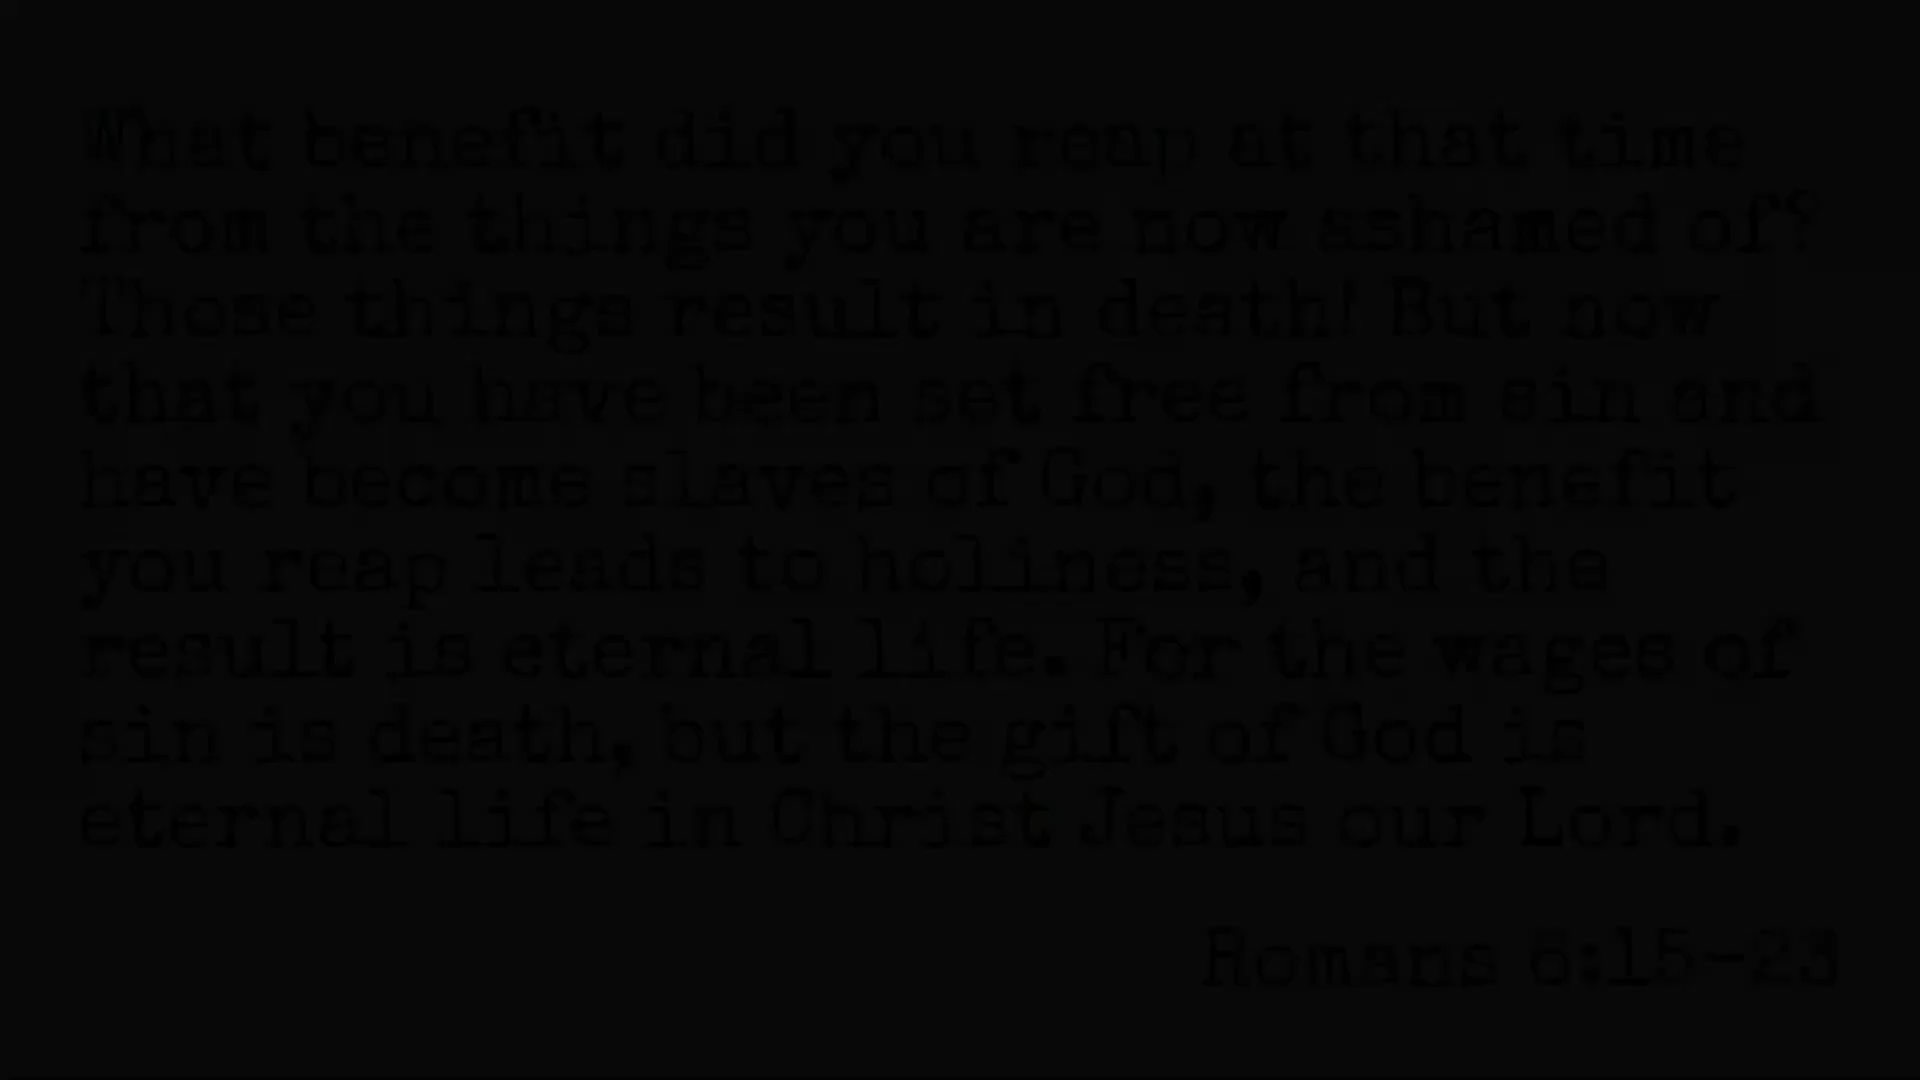 What benefit did you reap at that time
from the things you are now ashamed of?
Those things result in death! But now
that you have been set free from sin and
have become slaves of God, the benefit
you reap leads to holiness, and the
result is eternal life. For the wages of
sin is death, but the gift of God is
eternal life in Christ Jesus our Lord.
Romans 6:15-23